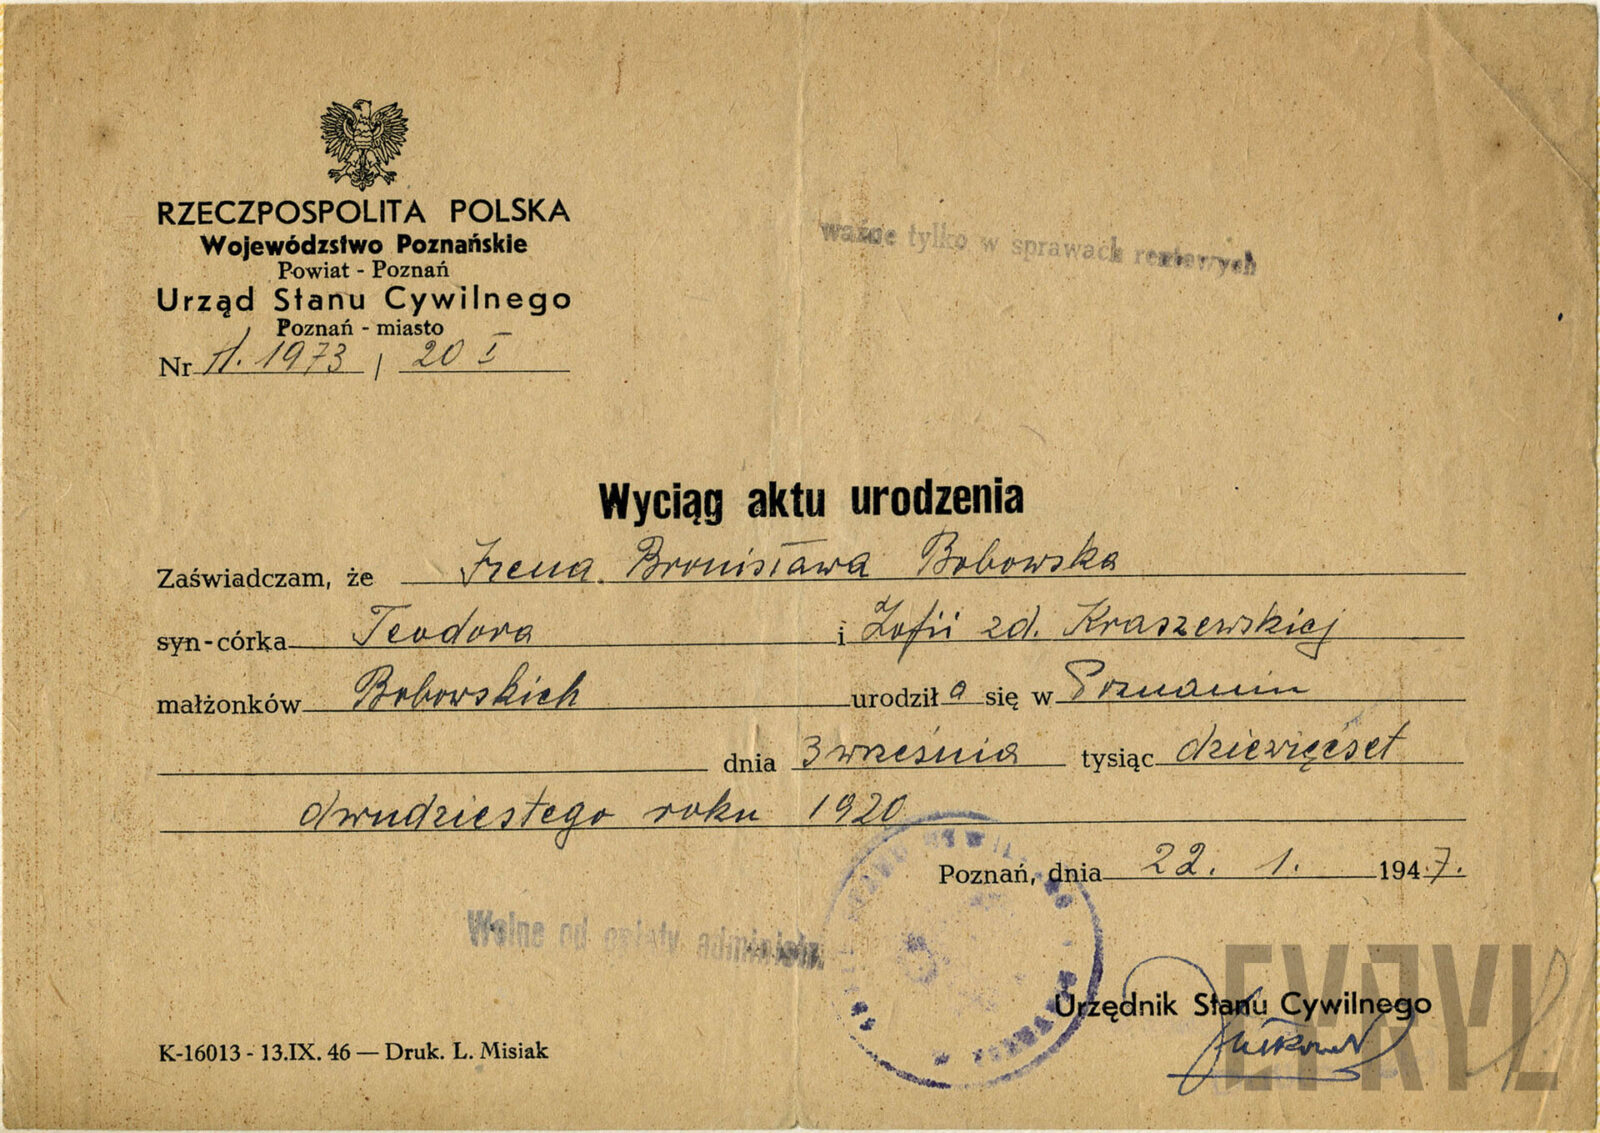 RZECZPOSPOLITA POLSKA
Województwo Poznańskie
Powiat - Poznań
Urząd Stanu Cywilnego
Poznań - miasto
Nr 1973 / 20 I
ważne tylko w sprawach rentowych
Wyciąg aktu urodzenia
Zaświadczam, że Irena Bronisława Bobowska
syn-córka Teodora i Zofii zd. Kraszewskiej
małżonków Bobowskich urodził a się w Poznaniu
dnia 3 września tysiąc dziewięćset
dwudziestego roku 1920
Poznań, dnia 22. 1. 1947.
Wolne od opłaty administr.
Urzędnik Stanu Cywilnego
K-16013 - 13.IX. 46 — Druk. L. Misiak